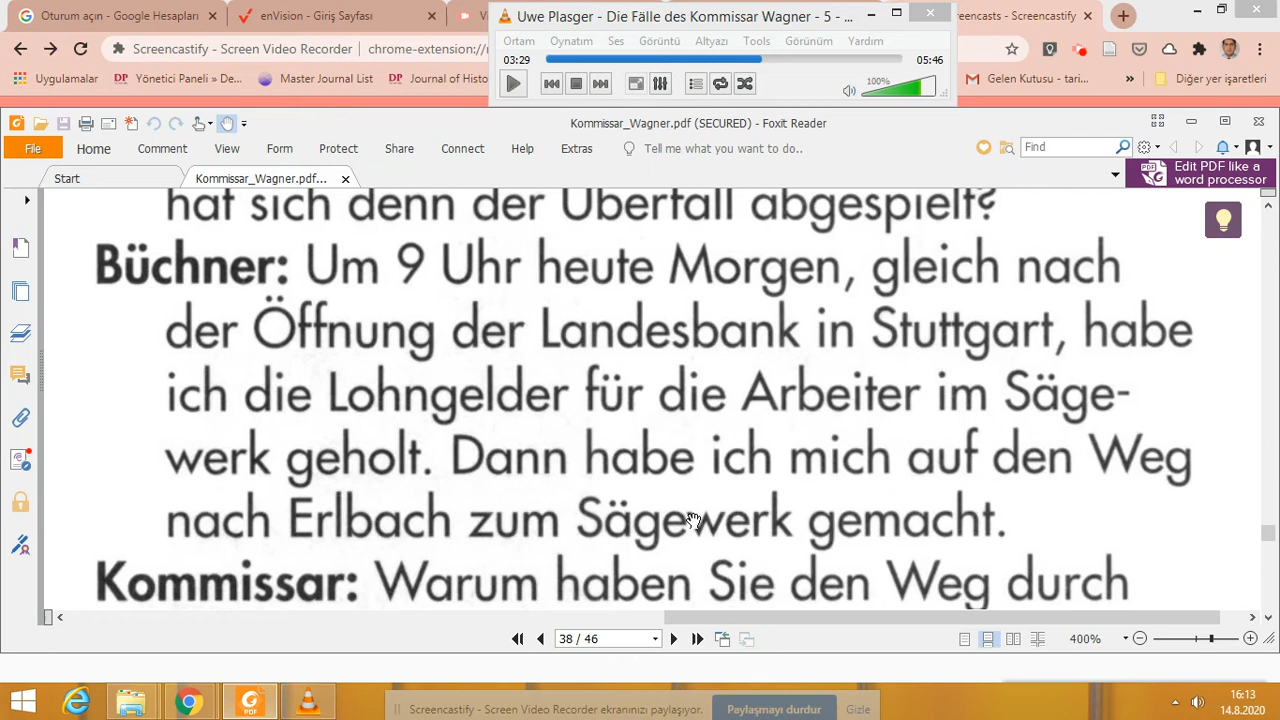 Oturum açın - Google Hesapları
enVision - Giriş Sayfası
Uwe Plasger - Die Fälle des Kommissar Wagner - 5 - ...
eencasts - Screencastify
Screencastify - Screen Video Recorder
chrome-extension://
Ortam Oynatım Ses Görüntü Altyazı Tools Görünüm Yardım
03:29 05:46
100%
Uygulamalar
DP Yönetici Paneli » De...
Master Journal List
DP Journal of Histo
Gelen Kutusu - tari...
»
Diğer yer işaretleri
Kommissar_Wagner.pdf (SECURED) - Foxit Reader
File Home Comment View Form Protect Share Connect Help Extras Tell me what you want to do.. Find
Start Kommissar_Wagner.pdf...
Edit PDF like a
word processor
hat sich denn der Überfall abgespielt?
Büchner: Um 9 Uhr heute Morgen, gleich nach
der Öffnung der Landesbank in Stuttgart, habe
ich die Lohngelder für die Arbeiter im Säge-
werk geholt. Dann habe ich mich auf den Weg
nach Erlbach zum Sägewerk gemacht.
Kommissar: Warum haben Sie den Weg durch
38 / 46
400%
Screencastify - Screen Video Recorder ekranınızı paylaşıyor.
Paylaşmayı durdur
Gizle
16:13
14.8.2020